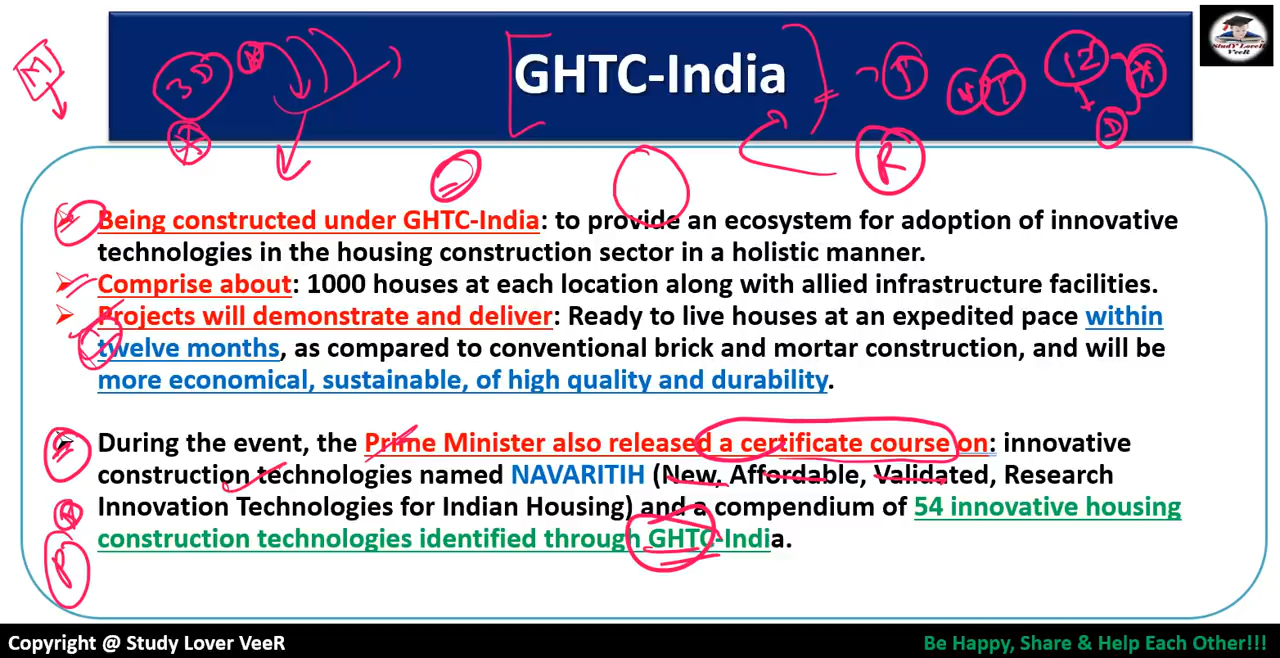 GHTC-India
M
3D
R
12
D
StudY LoveR
VeeR
➢ Being constructed under GHTC-India: to provide an ecosystem for adoption of innovative
technologies in the housing construction sector in a holistic manner.
➢ Comprise about: 1000 houses at each location along with allied infrastructure facilities.
➢ Projects will demonstrate and deliver: Ready to live houses at an expedited pace within
twelve months, as compared to conventional brick and mortar construction, and will be
more economical, sustainable, of high quality and durability.
➢ During the event, the Prime Minister also released a certificate course on: innovative
construction technologies named NAVARITIH (New, Affordable, Validated, Research
Innovation Technologies for Indian Housing) and a compendium of 54 innovative housing
construction technologies identified through GHTC-India.
Copyright @ Study Lover VeeR
Be Happy, Share & Help Each Other!!!